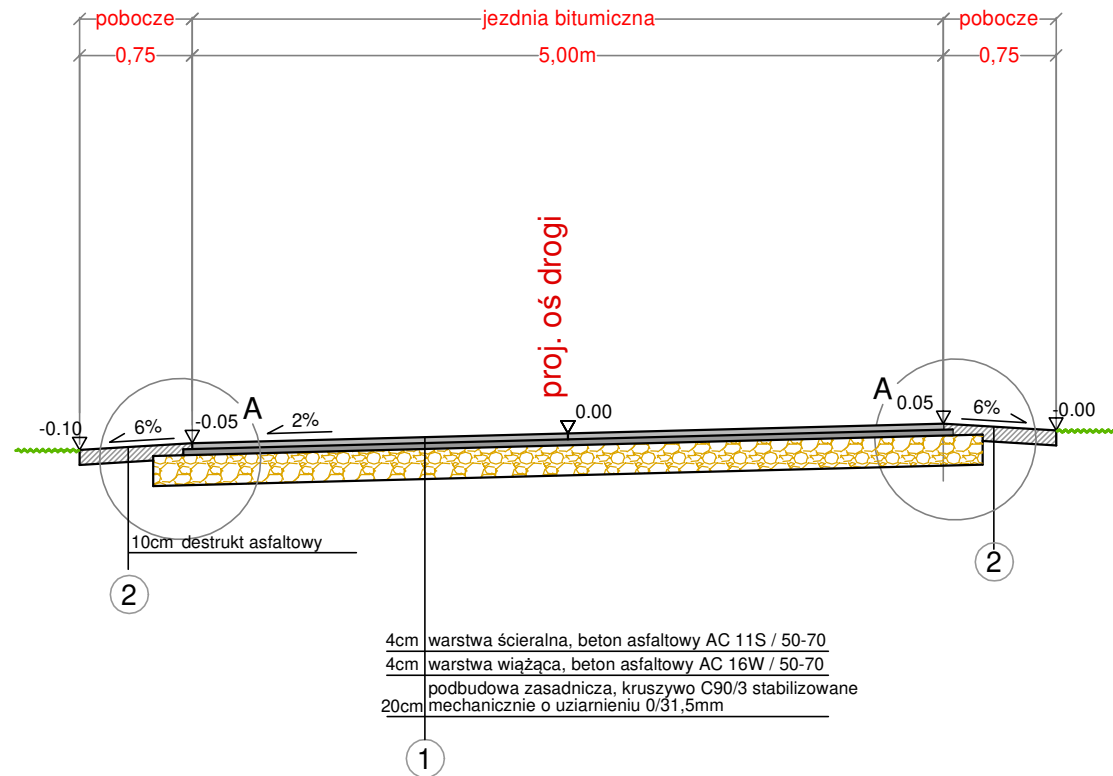 pobocze jezdnia bitumiczna pobocze
0,75 5,00m 0,75
proj. oś drogi
-0.10 6% -0.05 A 2% 0.00 A 0.05 6% -0.00
10cm destrukt asfaltowy
2
2
4cm warstwa ścieralna, beton asfaltowy AC 11S / 50-70
4cm warstwa wiążąca, beton asfaltowy AC 16W / 50-70
podbudowa zasadnicza, kruszywo C90/3 stabilizowane
20cm mechanicznie o uziarnieniu 0/31,5mm
1